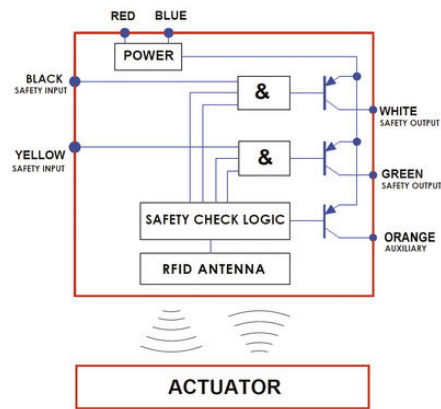 RED BLUE
POWER
BLACK
SAFETY INPUT
&
WHITE
SAFETY OUTPUT
YELLOW
SAFETY INPUT
&
GREEN
SAFETY OUTPUT
SAFETY CHECK LOGIC
ORANGE
AUXILIARY
RFID ANTENNA
ACTUATOR